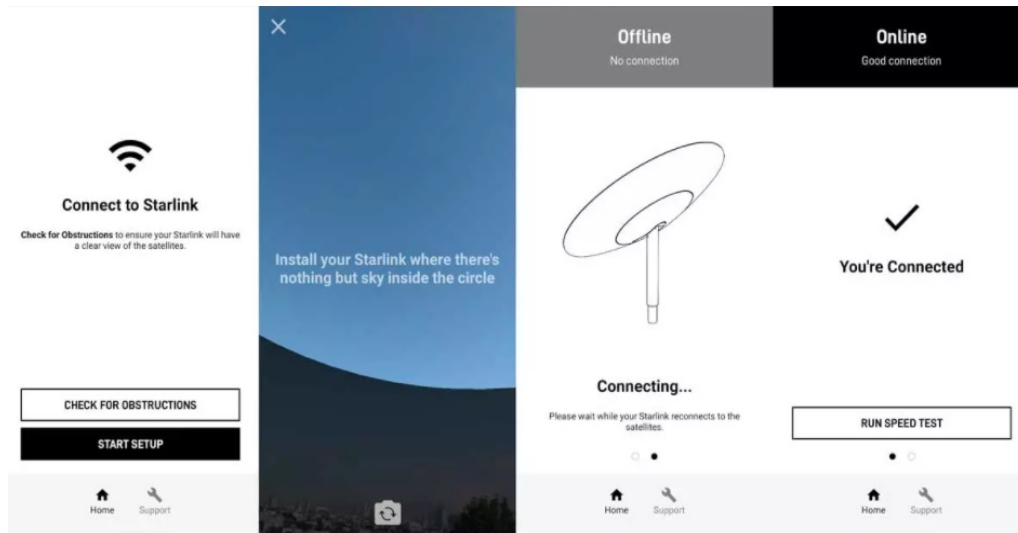 Connect to Starlink
Check for Obstructions to ensure your Starlink will have
a clear view of the satellites.
CHECK FOR OBSTRUCTIONS
START SETUP
Home
Support
Install your Starlink where there's
nothing but sky inside the circle
Offline
No connection
Connecting...
Please wait while your Starlink reconnects to the
satellites.
Home
Support
Online
Good connection
You're Connected
RUN SPEED TEST
Home
Support